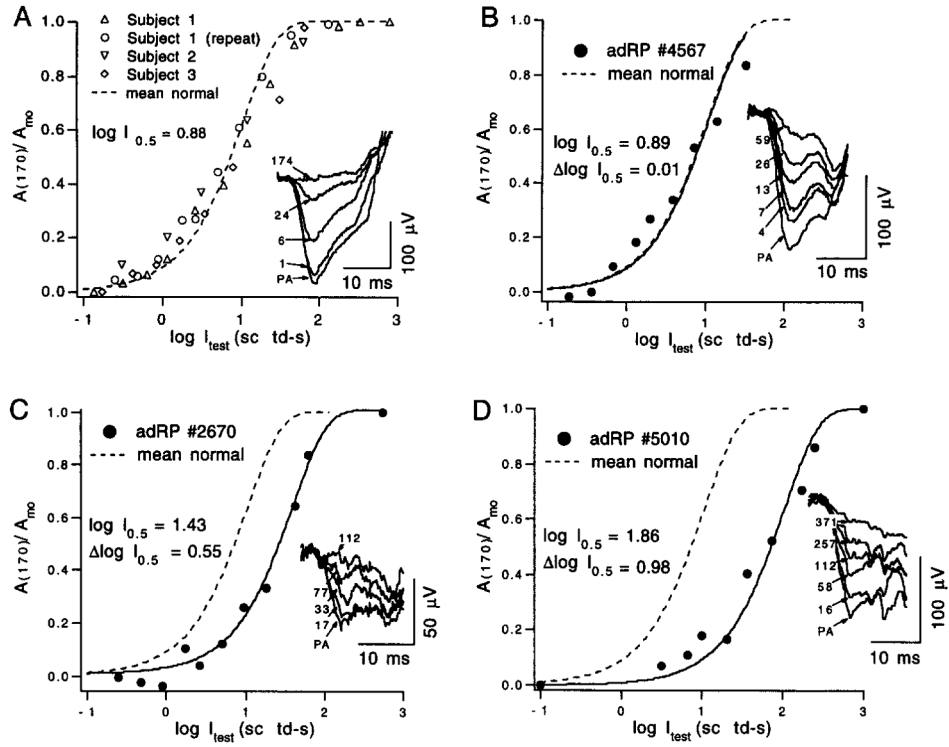 A
△ Subject 1
○ Subject 1 (repeat)
▽ Subject 2
◇ Subject 3
--- mean normal
log I0.5 = 0.88
A(170)/Amo
1.0
0.8
0.6
0.4
0.2
0.0
174
24
6
1
PA
100 µV
10 ms
-1 0 1 2 3
log Itest (sc td-s)
B
● adRP #4567
--- mean normal
log I0.5 = 0.89
Δlog I0.5 = 0.01
A(170)/Amo
1.0
0.8
0.6
0.4
0.2
0.0
59
26
13
7
4
PA
100 µV
10 ms
-1 0 1 2 3
log Itest (sc td-s)
C
● adRP #2670
--- mean normal
log I0.5 = 1.43
Δlog I0.5 = 0.55
A(170)/Amo
1.0
0.8
0.6
0.4
0.2
0.0
112
77
33
17
PA
50 µV
10 ms
-1 0 1 2 3
log Itest (sc td-s)
D
● adRP #5010
--- mean normal
log I0.5 = 1.86
Δlog I0.5 = 0.98
A(170)/Amo
1.0
0.8
0.6
0.4
0.2
0.0
371
257
112
58
16
PA
100 µV
10 ms
-1 0 1 2 3
log Itest (sc td-s)